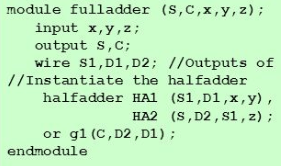 module fulladder (S,C,x,y,z);
input x,y,z;
output S,C;
wire S1,D1,D2; //Outputs of
//Instantiate the halfadder
halfadder HA1 (S1,D1,x,y),
HA2 (S,D2,S1,z);
or g1(C,D2,D1);
endmodule